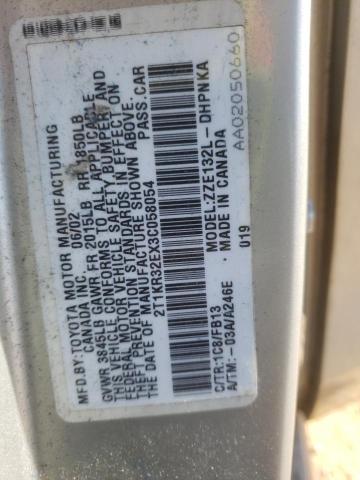 MFD.BY:TOYOTA MOTOR MANUFACTURING
CANADA INC. 06/02
GVWR 3845LB GAWR FR 2015LB RR 1850LB
THIS VEHICLE CONFORMS TO ALL APPLICABLE
FEDERAL MOTOR VEHICLE SAFETY, BUMPER, AND
THEFT PREVENTION STANDARDS IN EFFECT ON
THE DATE OF MANUFACTURE SHOWN ABOVE.
2T1KR32EX3C058054 PASS.CAR
C/TR:1C8/FB13 MODEL:ZZE132L-DHPNKA
A/TM:-03A/A246E MADE IN CANADA
019 AA02050660